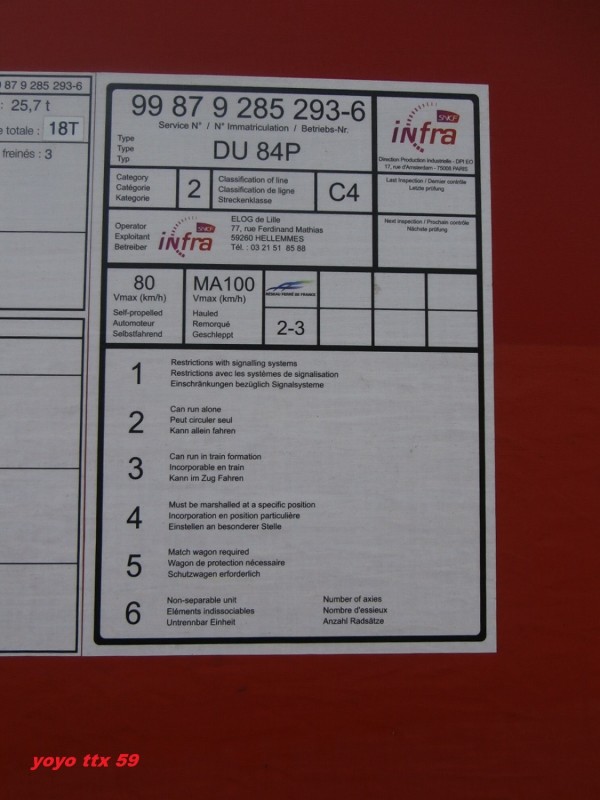 9 87 9 285 293-6
: 25,7 t
e totale : 18T
freinés : 3
99 87 9 285 293-6
Service N° / N° Immatriculation / Betriebs-Nr.
Type
Type
Typ
DU 84P
SNCF
infra
Direction Production Industrielle - DPI EO
17, rue d'Amsterdam - 75008 PARIS
Category
Catégorie
Kategorie
2
Classification of line
Classification de ligne
Streckenklasse
C4
Last inspection / Dernier contrôle
Letzte prüfung
Operator
Exploitant
Betreiber
SNCF
infra
ELOG de Lille
77, rue Ferdinand Mathias
59260 HELLEMMES
Tél. : 03 21 51 85 88
Next inspection / Prochain contrôle
Nächste prüfung
80
Vmax (km/h)
Self-propelled
Automoteur
Selbstfahrend
MA100
Vmax (km/h)
Hauled
Remorqué
Geschleppt
RESEAU FERRE DE FRANCE
2-3
1
Restrictions with signalling systems
Restrictions avec les systèmes de signalisation
Einschränkungen bezüglich Signalsysteme
2
Can run alone
Peut circuler seul
Kann allein fahren
3
Can run in train formation
Incorporable en train
Kann im Zug Fahren
4
Must be marshalled at a specific position
Incorporation en position particulière
Einstellen an besonderer Stelle
5
Match wagon required
Wagon de protection nécessaire
Schutzwagen erforderlich
6
Non-separable unit
Eléments indissociables
Untrennbar Einheit
Number of axies
Nombre d'essieux
Anzahl Radsätze
yoyo ttx 59